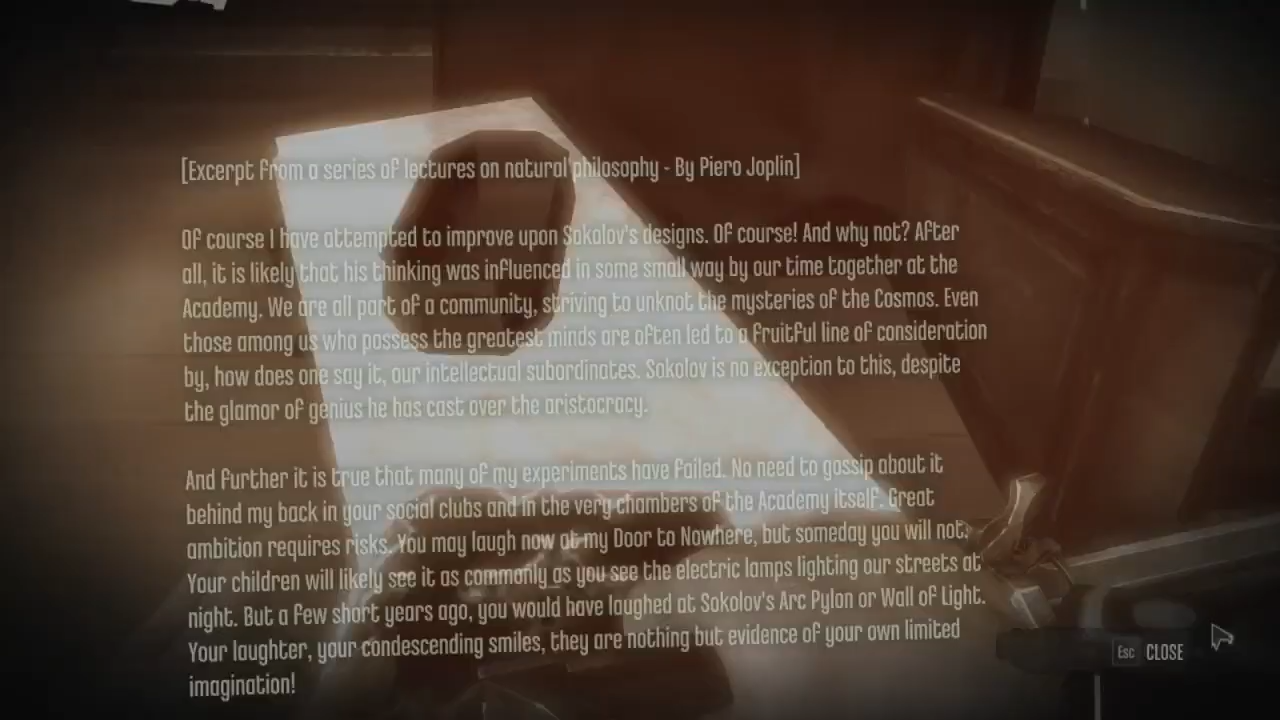 [Excerpt from a series of lectures on natural philosophy - By Piero Joplin]
Of course I have attempted to improve upon Sokolov's designs. Of course! And why not? After
all, it is likely that his thinking was influenced in some small way by our time together at the
Academy. We are all part of a community, striving to unknot the mysteries of the Cosmos. Even
those among us who possess the greatest minds are often led to a fruitful line of consideration
by, how does one say it, our intellectual subordinates. Sokolov is no exception to this, despite
the glamor of genius he has cast over the aristocracy.
And further it is true that many of my experiments have failed. No need to gossip about it
behind my back in your social clubs and in the very chambers of the Academy itself. Great
ambition requires risks. You may laugh now at my Door to Nowhere, but someday you will not.
Your children will likely see it as commonly as you see the electric lamps lighting our streets at
night. But a few short years ago, you would have laughed at Sokolov's Arc Pylon or Wall of Light.
Your laughter, your condescending smiles, they are nothing but evidence of your own limited
imagination!
Esc CLOSE